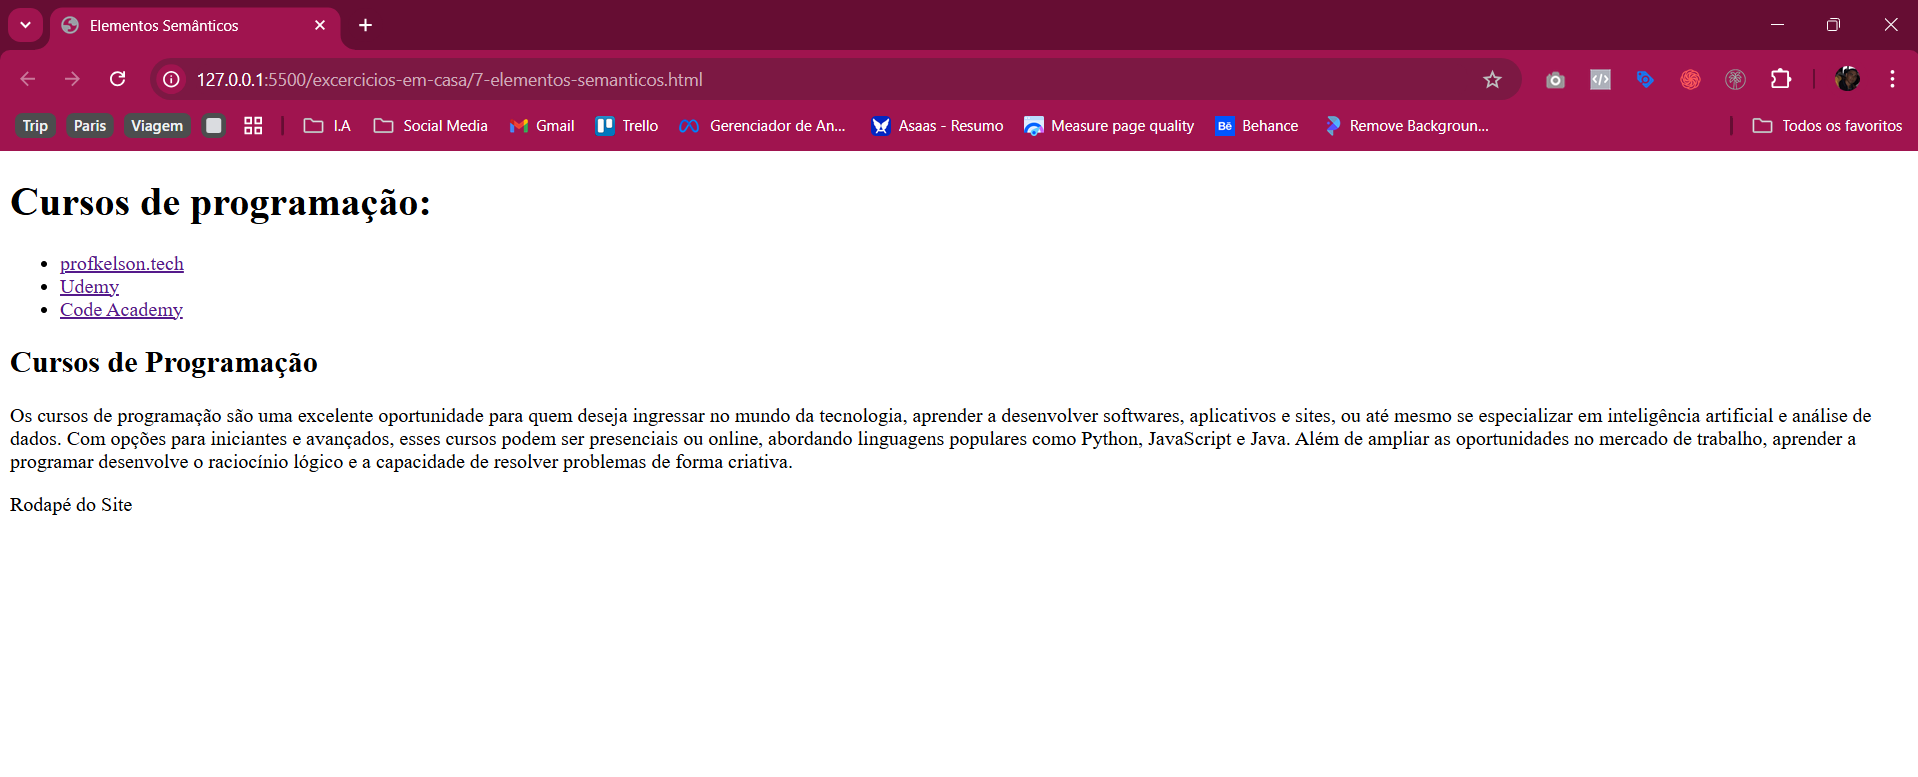 Elementos Semânticos
127.0.0.1:5500/excercicios-em-casa/7-elementos-semanticos.html
Trip Paris Viagem I.A Social Media Gmail Trello Gerenciador de An... Asaas - Resumo Measure page quality Bē Behance Remove Backgroun... Todos os favoritos
Cursos de programação:
profkelson.tech
Udemy
Code Academy
Cursos de Programação
Os cursos de programação são uma excelente oportunidade para quem deseja ingressar no mundo da tecnologia, aprender a desenvolver softwares, aplicativos e sites, ou até mesmo se especializar em inteligência artificial e análise de
dados. Com opções para iniciantes e avançados, esses cursos podem ser presenciais ou online, abordando linguagens populares como Python, JavaScript e Java. Além de ampliar as oportunidades no mercado de trabalho, aprender a
programar desenvolve o raciocínio lógico e a capacidade de resolver problemas de forma criativa.
Rodapé do Site